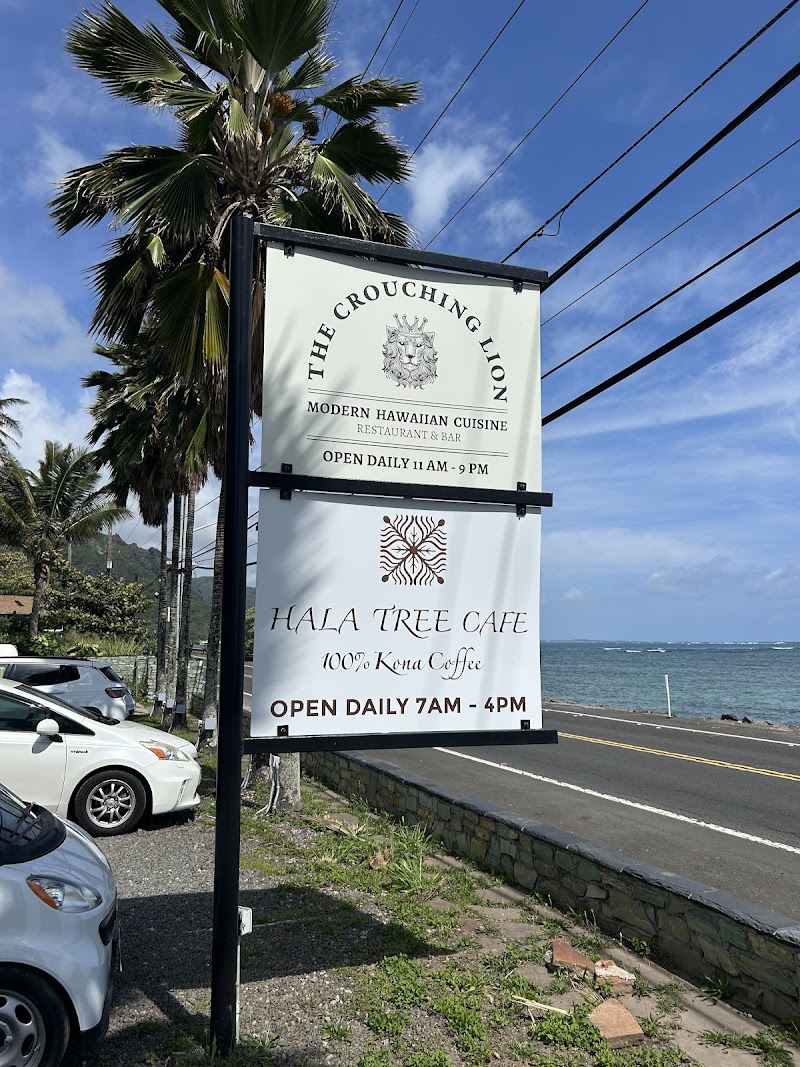 THE CROUCHING LION
MODERN HAWAIIAN CUISINE
RESTAURANT & BAR
OPEN DAILY 11 AM - 9 PM
HALA TREE CAFE
100% Kona Coffee
OPEN DAILY 7AM - 4PM